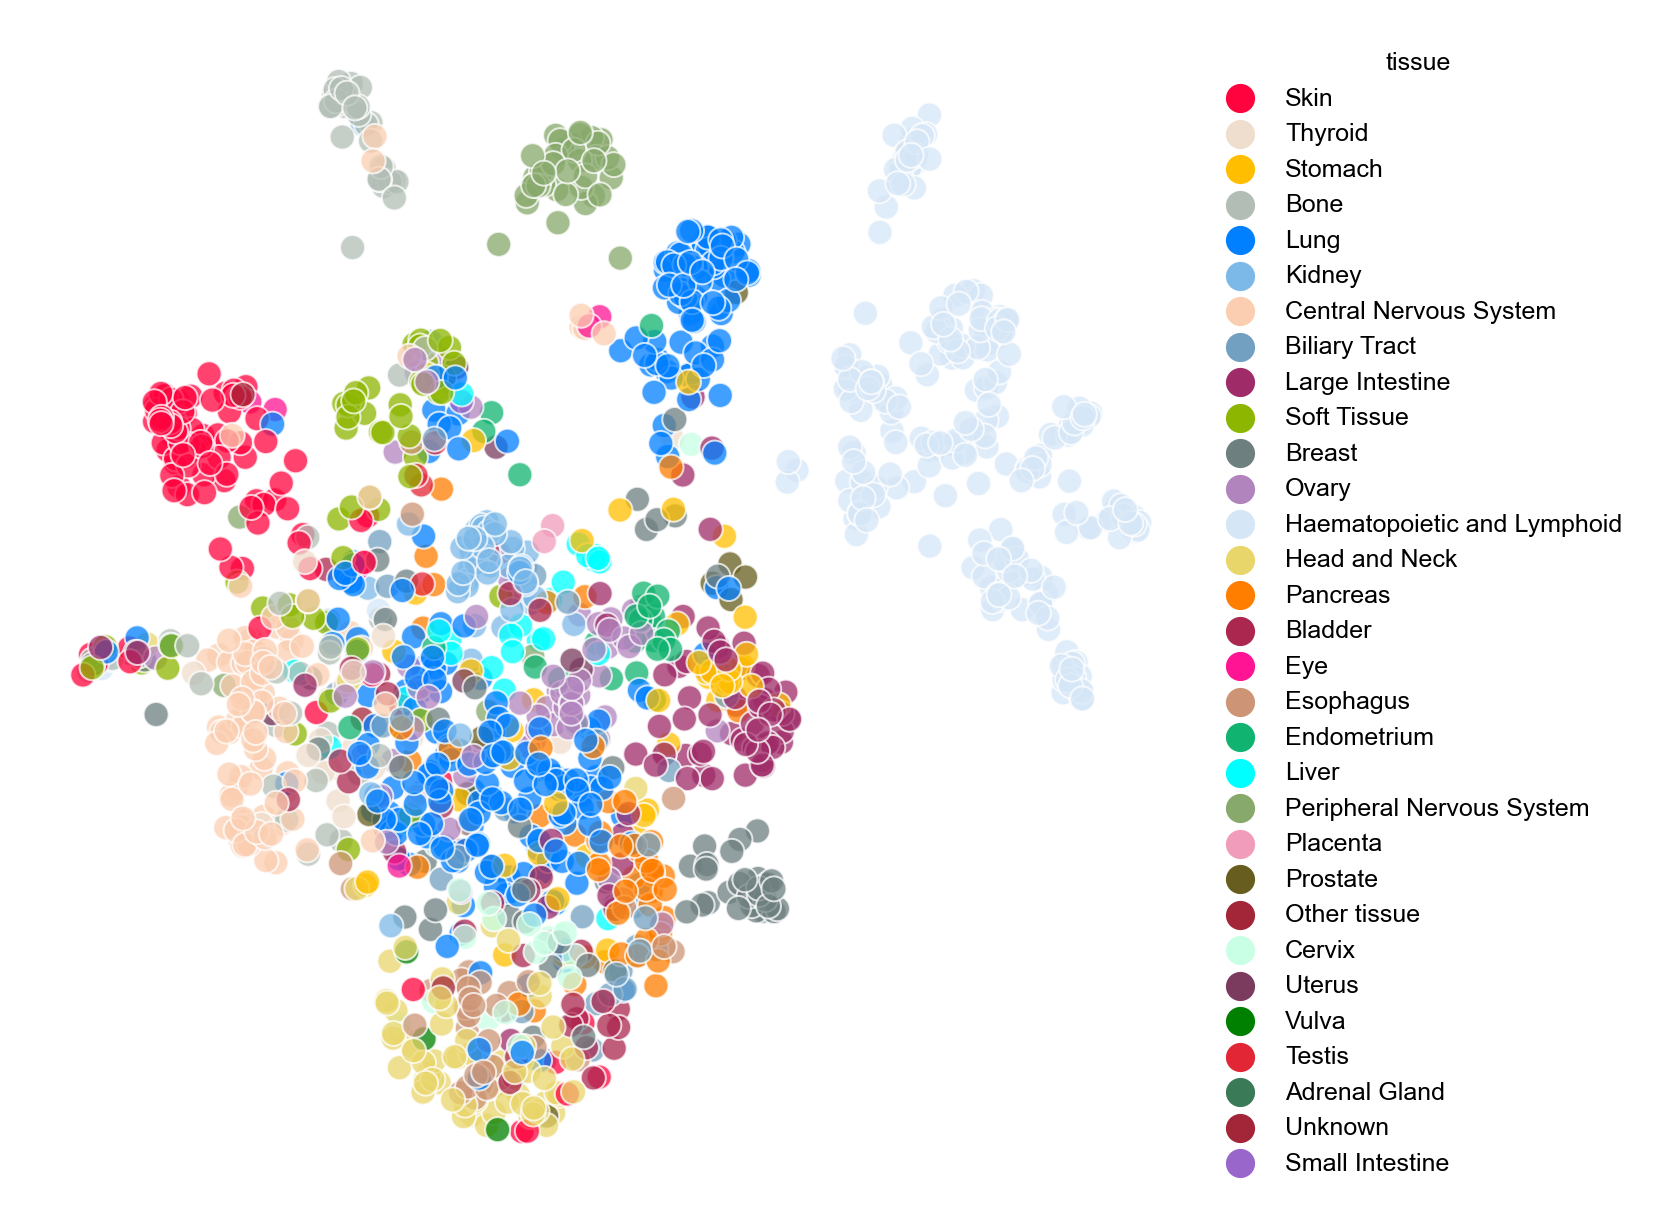 tissue
Skin
Thyroid
Stomach
Bone
Lung
Kidney
Central Nervous System
Biliary Tract
Large Intestine
Soft Tissue
Breast
Ovary
Haematopoietic and Lymphoid
Head and Neck
Pancreas
Bladder
Eye
Esophagus
Endometrium
Liver
Peripheral Nervous System
Placenta
Prostate
Other tissue
Cervix
Uterus
Vulva
Testis
Adrenal Gland
Unknown
Small Intestine